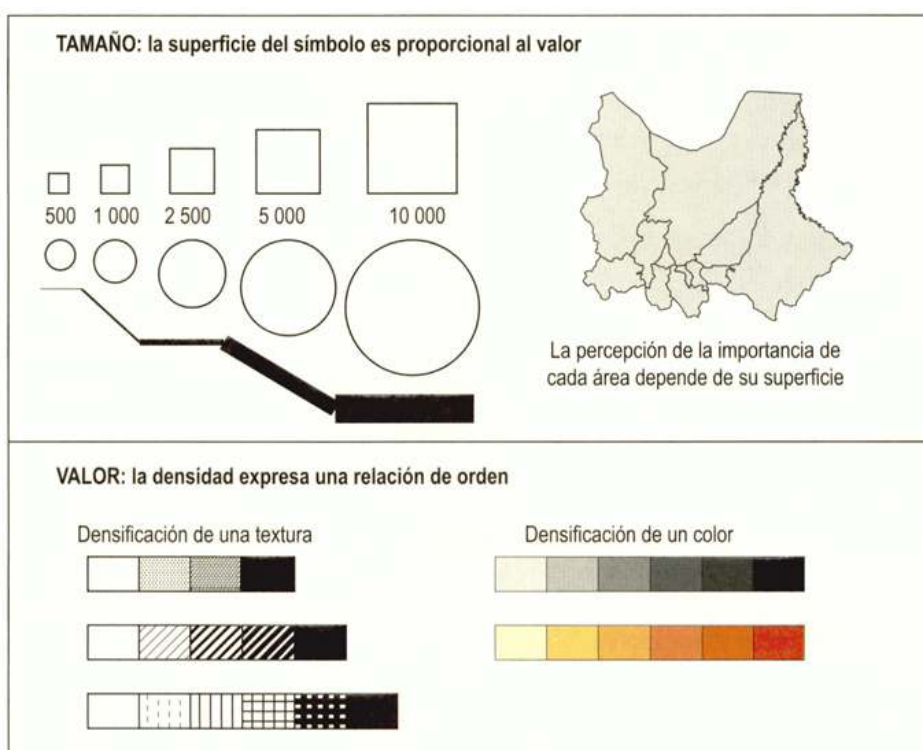 TAMAÑO: la superficie del símbolo es proporcional al valor
500 1 000 2 500 5 000 10 000
La percepción de la importancia de
cada área depende de su superficie
VALOR: la densidad expresa una relación de orden
Densificación de una textura
Densificación de un color